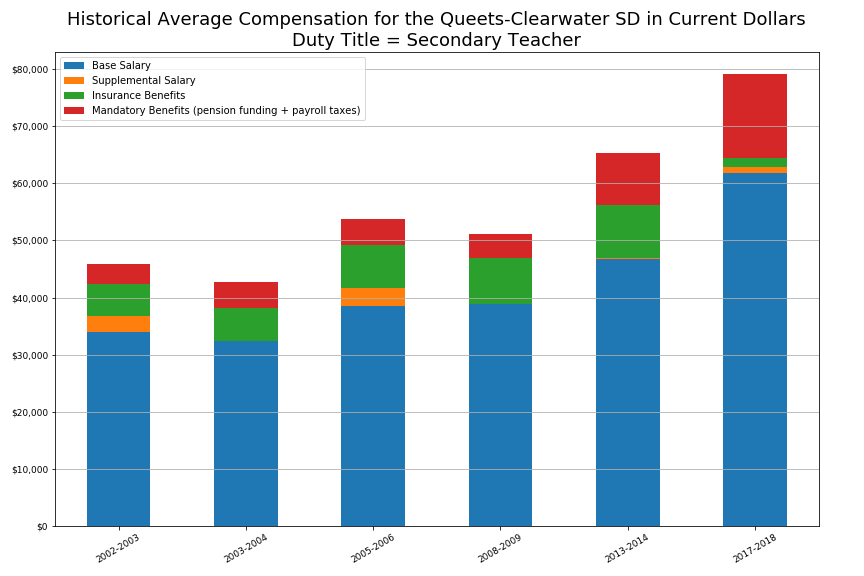 Historical Average Compensation for the Queets-Clearwater SD in Current Dollars
Duty Title = Secondary Teacher
Base Salary
Supplemental Salary
Insurance Benefits
Mandatory Benefits (pension funding + payroll taxes)
$80,000
$70,000
$60,000
$50,000
$40,000
$30,000
$20,000
$10,000
$0
2002-2003
2003-2004
2005-2006
2008-2009
2013-2014
2017-2018